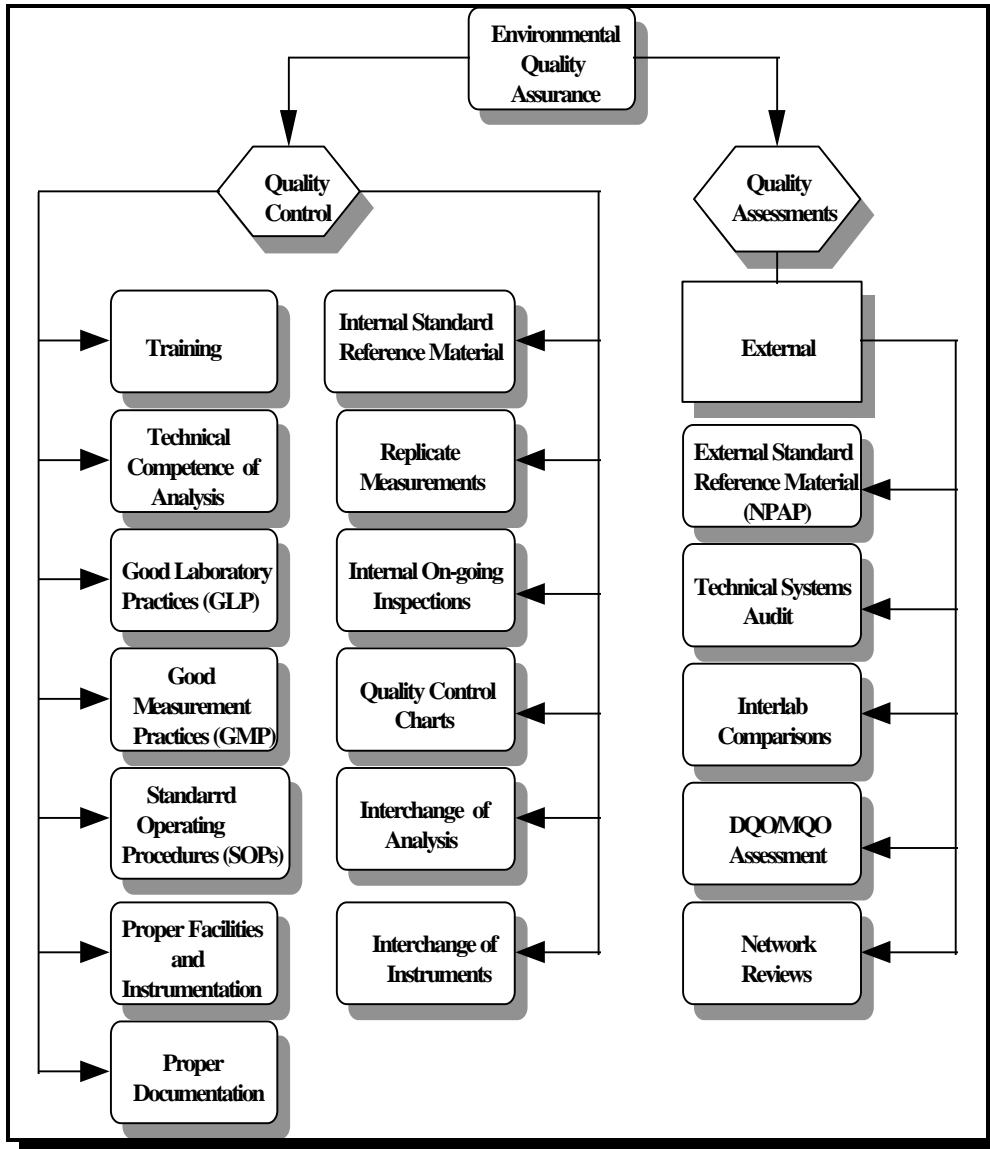 Environmental
Quality
Assurance
Quality
Control
Quality
Assessments
Training
Technical
Competence of
Analysis
Good Laboratory
Practices (GLP)
Good
Measurement
Practices (GMP)
Standarrd
Operating
Procedures (SOPs)
Proper Facilities
and
Instrumentation
Proper
Documentation
Internal Standard
Reference Material
Replicate
Measurements
Internal On-going
Inspections
Quality Control
Charts
Interchange of
Analysis
Interchange of
Instruments
External
External Standard
Reference Material
(NPAP)
Technical Systems
Audit
Interlab
Comparisons
DQO/MQO
Assessment
Network
Reviews